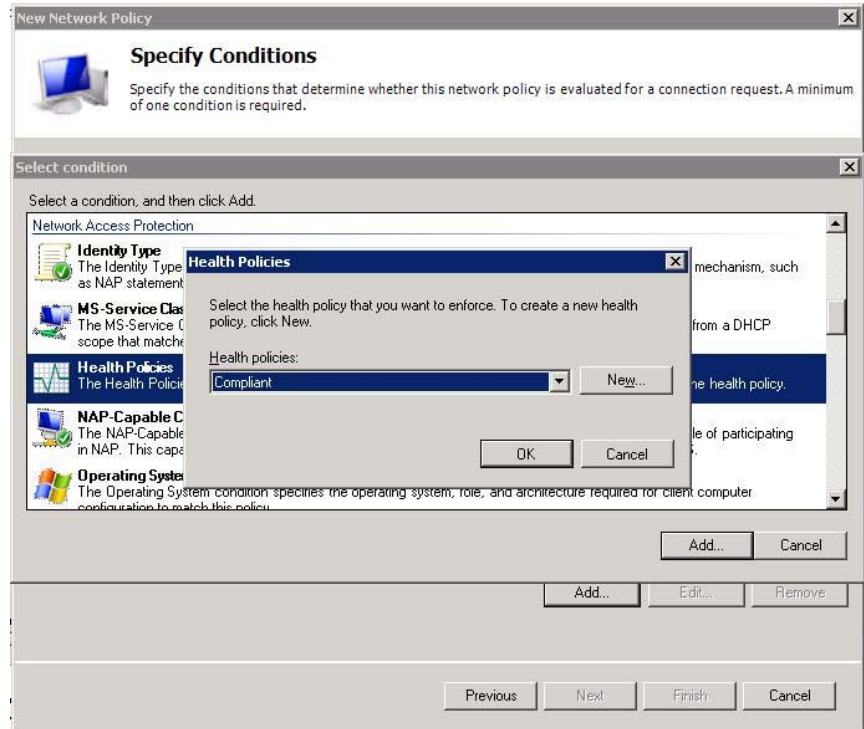 New Network Policy
Specify Conditions
Specify the conditions that determine whether this network policy is evaluated for a connection request. A minimum
of one condition is required.
Select condition
Select a condition, and then click Add.
Network Access Protection
Identity Type
The Identity Type
mechanism, such
as NAP statement
MS-Service Clas
The MS-Service
from a DHCP
scope that matche
Health Policies
The Health Policie
he health policy.
NAP-Capable C
The NAP-Capable
le of participating
in NAP. This capa
Operating Syste
The Operating System condition specifies the operating system, role, and architecture required for client computer
configuration to match this policy.
Health Policies
Select the health policy that you want to enforce. To create a new health
policy, click New.
Health policies:
Compliant
New...
OK
Cancel
Add...
Cancel
Add...
Edit...
Remove
Previous
Next
Finish
Cancel